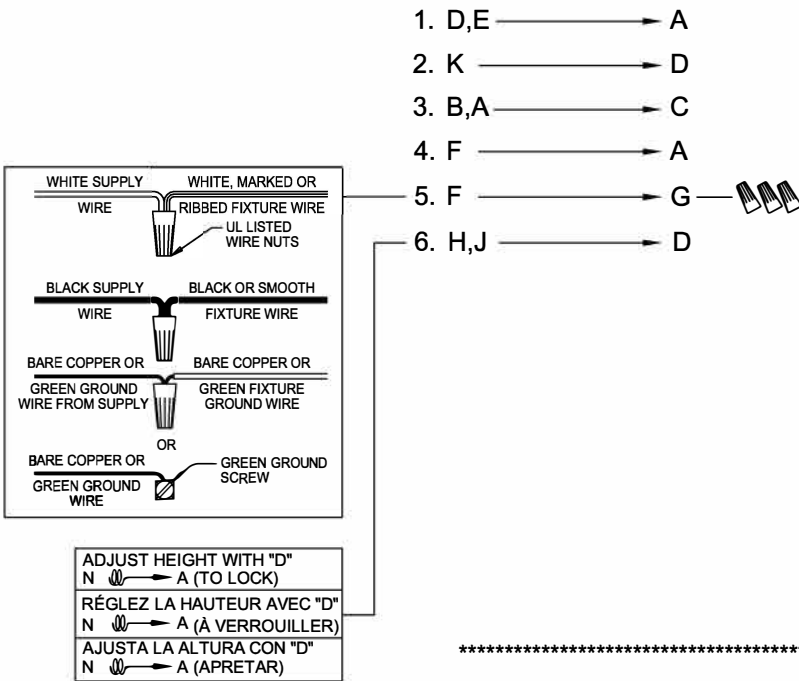 1. D,E → A
2. K → D
3. B,A → C
4. F → A
5. F → G
6. H,J → D
WHITE SUPPLY WIRE
WHITE, MARKED OR
RIBBED FIXTURE WIRE
UL LISTED
WIRE NUTS
BLACK SUPPLY WIRE
BLACK OR SMOOTH
FIXTURE WIRE
BARE COPPER OR
GREEN GROUND
WIRE FROM SUPPLY
BARE COPPER OR
GREEN FIXTURE
GROUND WIRE
OR
BARE COPPER OR
GREEN GROUND
WIRE
GREEN GROUND
SCREW
ADJUST HEIGHT WITH "D"
N → A (TO LOCK)
RÉGLEZ LA HAUTEUR AVEC "D"
N → A (À VERROUILLER)
AJUSTA LA ALTURA CON "D"
N → A (APRETAR)
*************************************